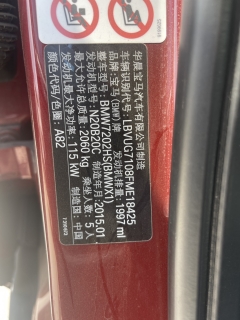 华晨宝马汽车有限公司制造
车辆识别代号: LBVUG7108FME18425
品牌: 宝马(BMW)牌 发动机排量: 1997 ml
整车型号: BMW7202HS(BMWX1)
发动机型号: N20B20C 制造年月: 2015.01
最大允许总质量: kg 乘坐人数: 5 人
发动机最大净功率: 115 kW 制造国: 中国
颜色代码/色圈: A82